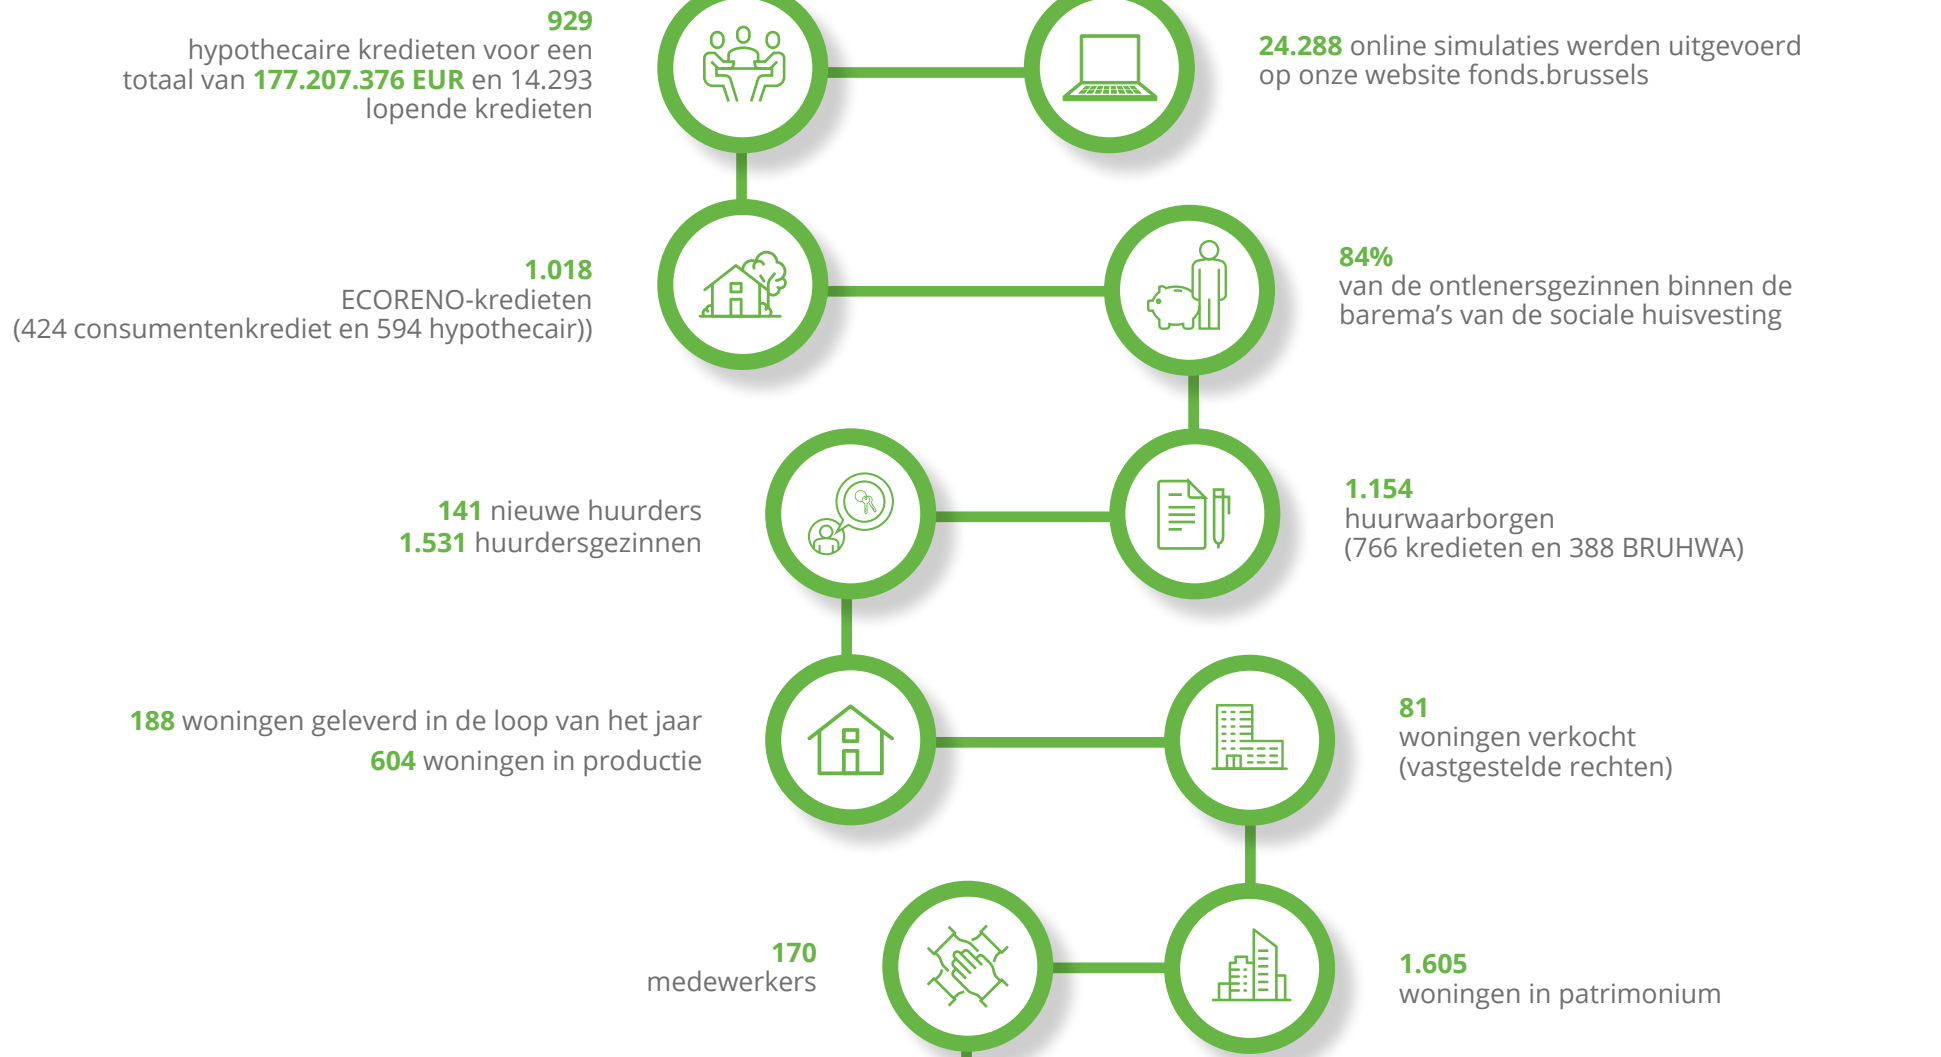 929
hypothecaire kredieten voor een
totaal van 177.207.376 EUR en 14.293
lopende kredieten
24.288 online simulaties werden uitgevoerd
op onze website fonds.brussels
1.018
ECORENO-kredieten
(424 consumentenkrediet en 594 hypothecair))
84%
van de ontlenersgezinnen binnen de
barema’s van de sociale huisvesting
141 nieuwe huurders
1.531 huurdersgezinnen
1.154
huurwaarborgen
(766 kredieten en 388 BRUHWA)
188 woningen geleverd in de loop van het jaar
604 woningen in productie
81
woningen verkocht
(vastgestelde rechten)
170
medewerkers
1.605
woningen in patrimonium